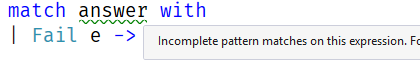 match answer with
| Fail e ->
Incomplete pattern matches on this expression. Fo